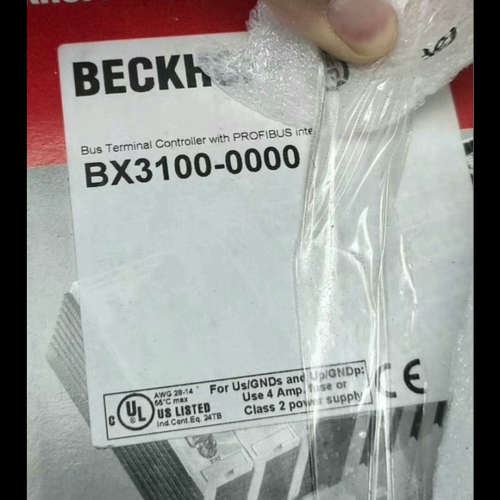 BECKH
Bus Terminal Controller with PROFIBUS inte
BX3100-0000
For Us/GNDs and Up/GNDp:
Use 4 Amp. fuse or
Class 2 power supply
AWG 28-14
55°C max
C UL US LISTED
Ind.Cont.Eq. 24TB
CE